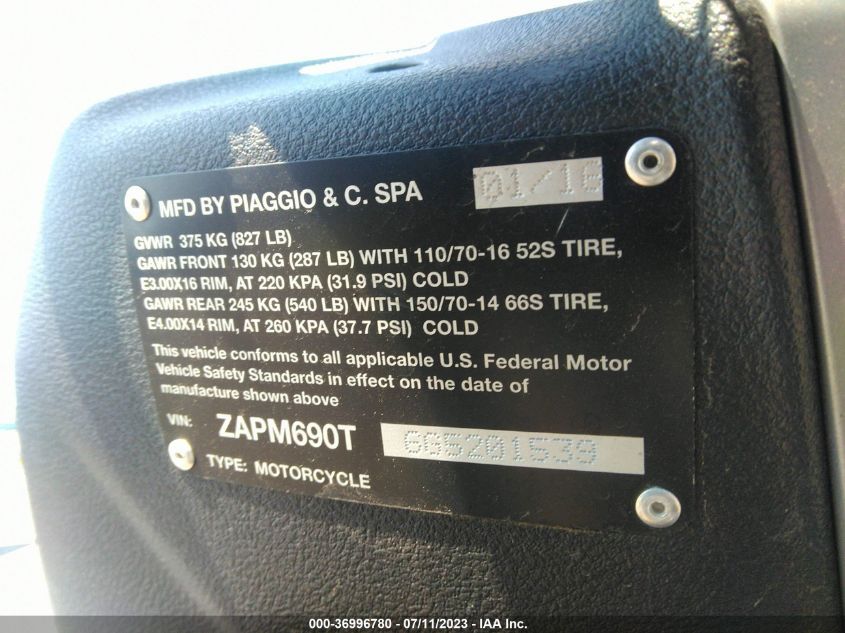 MFD BY PIAGGIO & C. SPA 01/16
GVWR 375 KG (827 LB)
GAWR FRONT 130 KG (287 LB) WITH 110/70-16 52S TIRE,
E3.00X16 RIM, AT 220 KPA (31.9 PSI) COLD
GAWR REAR 245 KG (540 LB) WITH 150/70-14 66S TIRE,
E4.00X14 RIM, AT 260 KPA (37.7 PSI) COLD
This vehicle conforms to all applicable U.S. Federal Motor
Vehicle Safety Standards in effect on the date of
manufacture shown above
VIN: ZAPM690T 6G5201539
TYPE: MOTORCYCLE
000-36996780 - 07/11/2023 - IAA Inc.